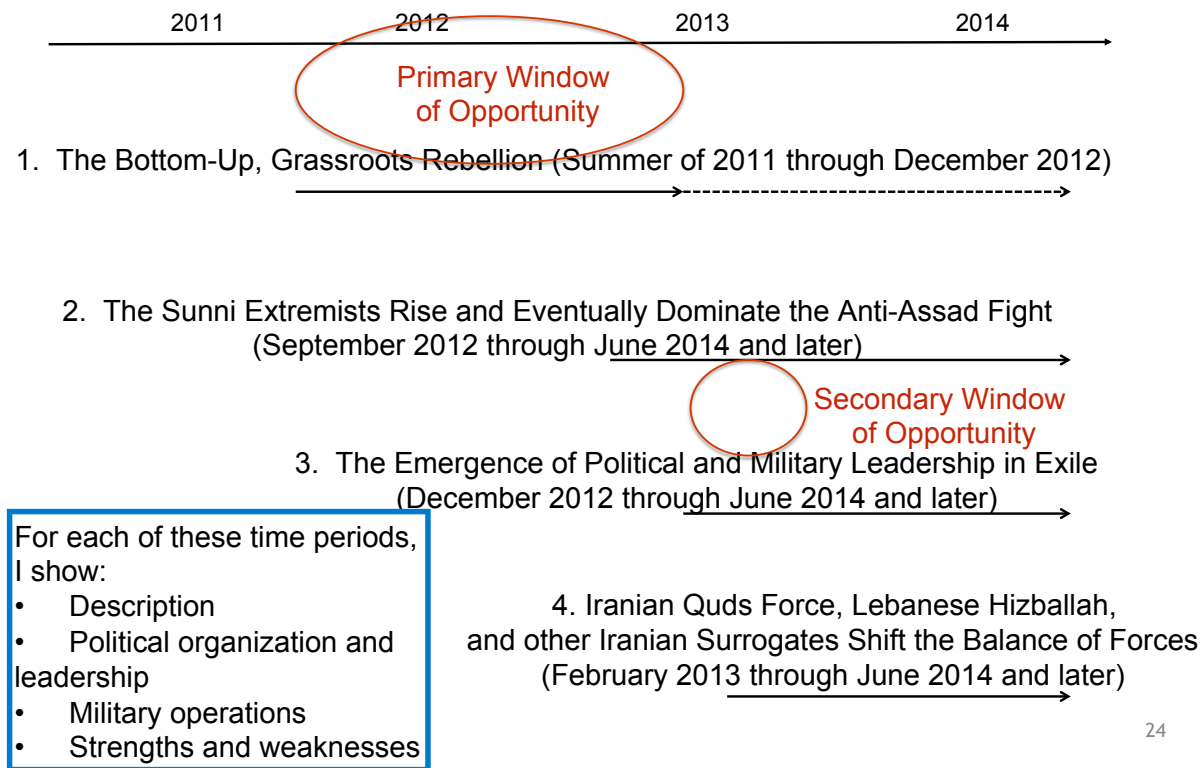 2011 2012 2013 2014
Primary Window
of Opportunity
1. The Bottom-Up, Grassroots Rebellion (Summer of 2011 through December 2012)
2. The Sunni Extremists Rise and Eventually Dominate the Anti-Assad Fight
(September 2012 through June 2014 and later)
Secondary Window
of Opportunity
3. The Emergence of Political and Military Leadership in Exile
(December 2012 through June 2014 and later)
For each of these time periods,
I show:
• Description
• Political organization and
leadership
• Military operations
• Strengths and weaknesses
4. Iranian Quds Force, Lebanese Hizballah,
and other Iranian Surrogates Shift the Balance of Forces
(February 2013 through June 2014 and later)
24